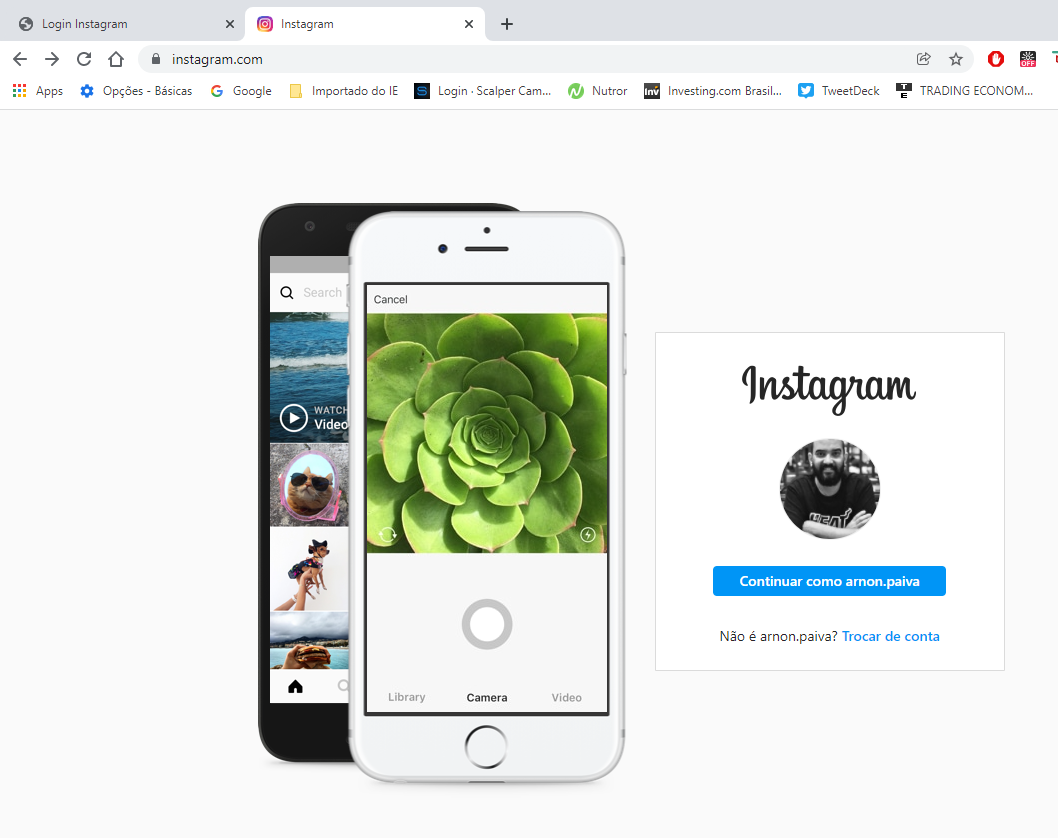 Login Instagram
Instagram
instagram.com
OFF
Apps
Opções - Básicas
Google
Importado do IE
Login · Scalper Cam...
Nutror
Inv
Investing.com Brasil...
TweetDeck
T
E
TRADING ECONOM...
Search
WATCH
Video
Cancel
Library
Camera
Video
Instagram
Continuar como arnon.paiva
Não é arnon.paiva? Trocar de conta